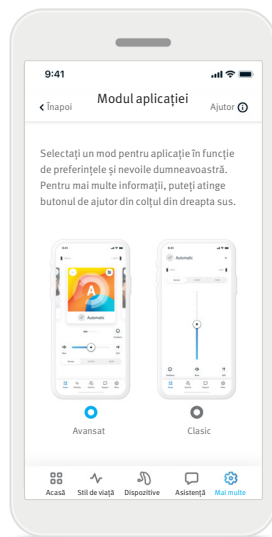 9:41
Înapoi
Modul aplicației
Ajutor
Selectați un mod pentru aplicație în funcție
de preferințele și nevoile dumneavoastră.
Pentru mai multe informații, puteți atinge
butonul de ajutor din colțul din dreapta sus.
A
Automatic
Automatic
Avansat
Clasic
Acasă
Stil de viață
Dispozitive
Asistență
Mai multe